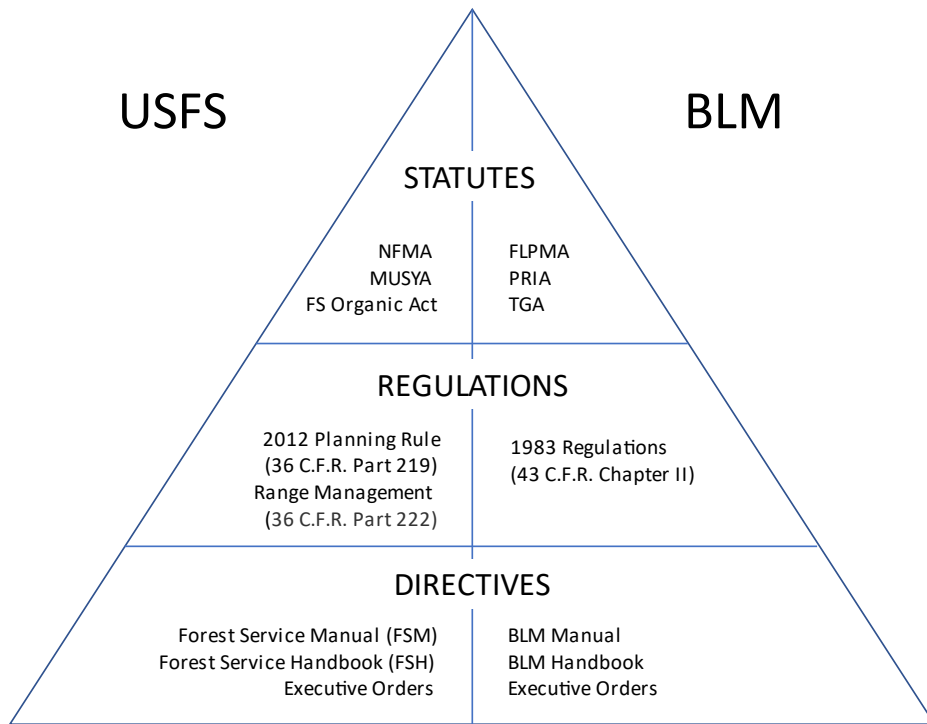 USFS
BLM
STATUTES
NFMA
MUSYA
FS Organic Act
FLPMA
PRIA
TGA
REGULATIONS
2012 Planning Rule
(36 C.F.R. Part 219)
Range Management
(36 C.F.R. Part 222)
1983 Regulations
(43 C.F.R. Chapter II)
DIRECTIVES
Forest Service Manual (FSM)
Forest Service Handbook (FSH)
Executive Orders
BLM Manual
BLM Handbook
Executive Orders